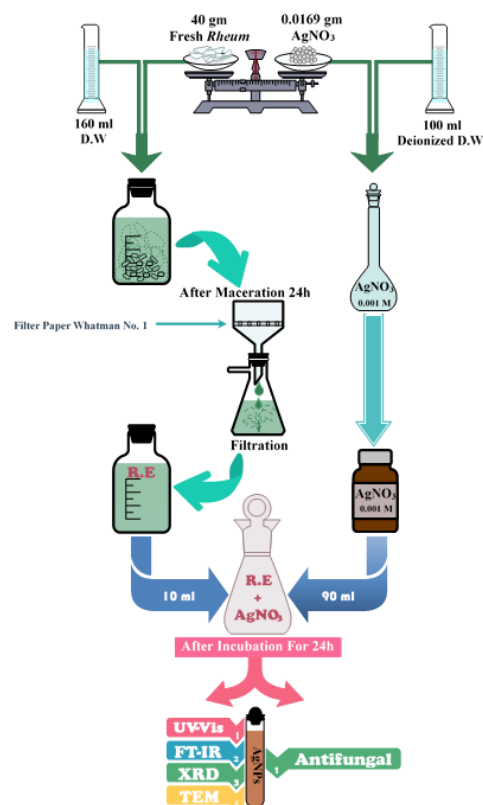 40 gm
Fresh Rheum
0.0169 gm
AgNO₃
160 ml
D.W
100 ml
Deionized D.W
AgNO₃
0.001 M
After Maceration 24h
Filter Paper Whatman No. 1
Filtration
R.E
AgNO₃
0.001 M
10 ml
R.E
+
AgNO₃
90 ml
After Incubation For 24h
UV-Vis 1
FT-IR 2
XRD 3
TEM
AgNPs
1 Antifungal